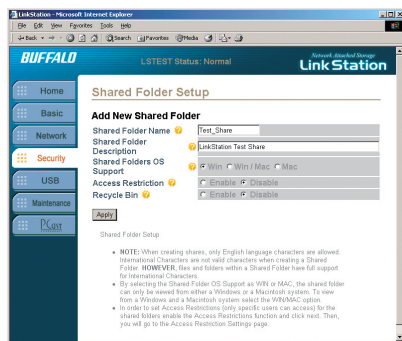 LinkStation - Microsoft Internet Explorer
File Edit View Favorites Tools Help
Back Search Favorites Media
BUFFALO
LSTEST Status: Normal
Network Attached Storage
LinkStation
Home
Basic
Network
Security
USB
Maintenance
PCast
Shared Folder Setup
Add New Shared Folder
Shared Folder Name Test_Share
Shared Folder Description LinkStation Test Share
Shared Folders OS Support Win Win / Mac Mac
Access Restriction Enable Disable
Recycle Bin Enable Disable
Apply
Shared Folder Setup
NOTE: When creating shares, only English language characters are allowed.
International Characters are not valid characters when creating a Shared
Folder. HOWEVER, files and folders within a Shared Folder have full support
for International Characters.
By selecting the Shared Folder OS Support as WIN or MAC, the shared folder
can only be viewed from either a Windows or a Macintosh system. To view
from a Windows and a Macintosh system select the WIN/MAC option.
In order to set Access Restrictions (only specific users can access) for the
shared folders enable the Access Restrictions function and click next. Then,
you will go to the Access Restriction Settings page.